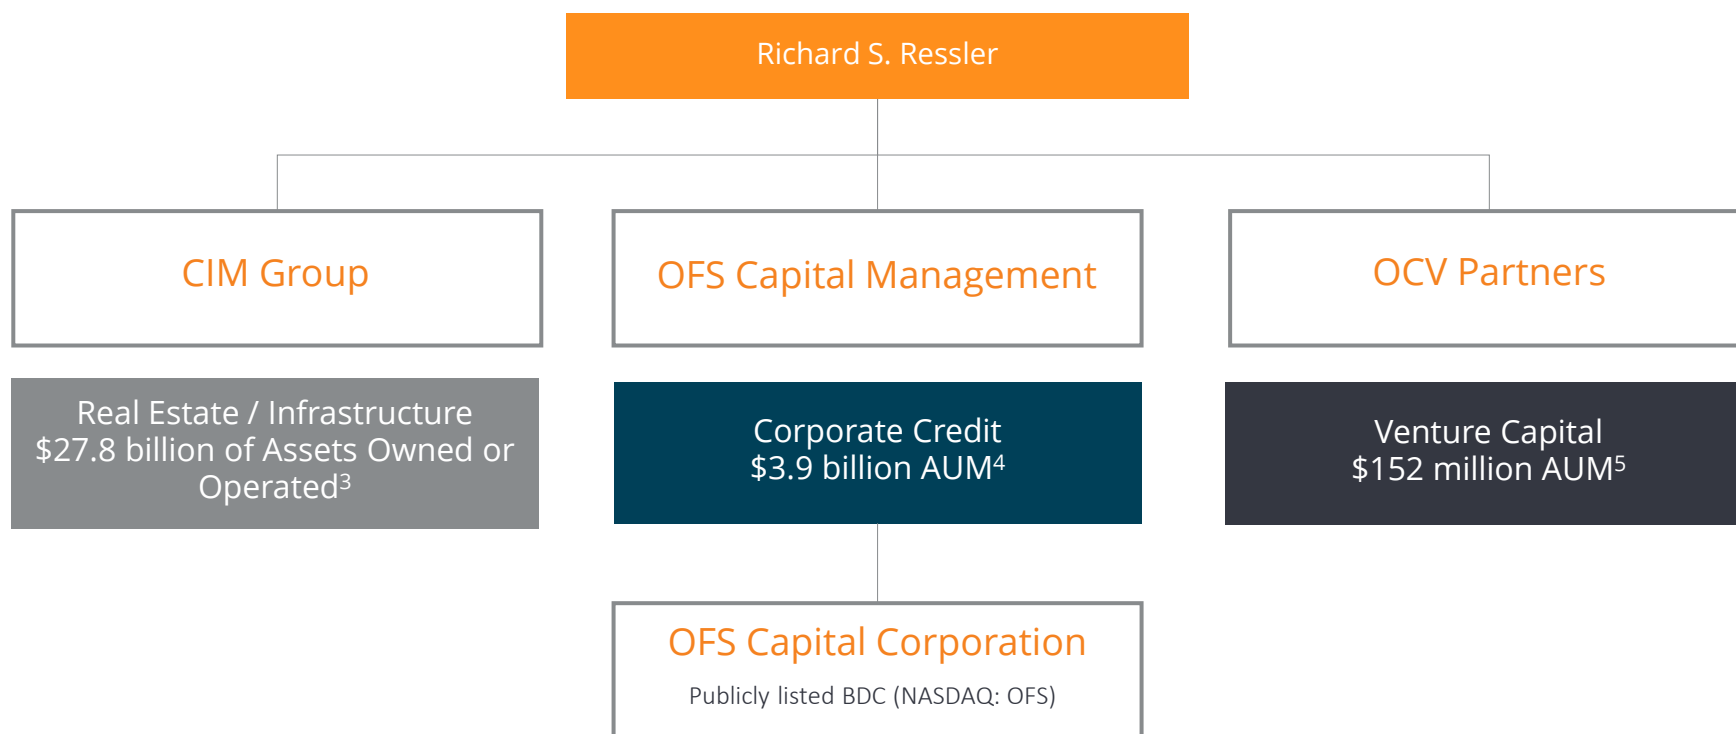 Richard S. Ressler
CIM Group
OFS Capital Management
OCV Partners
Real Estate / Infrastructure
$27.8 billion of Assets Owned or
Operated³
Corporate Credit
$3.9 billion AUM⁴
Venture Capital
$152 million AUM⁵
OFS Capital Corporation
Publicly listed BDC (NASDAQ: OFS)